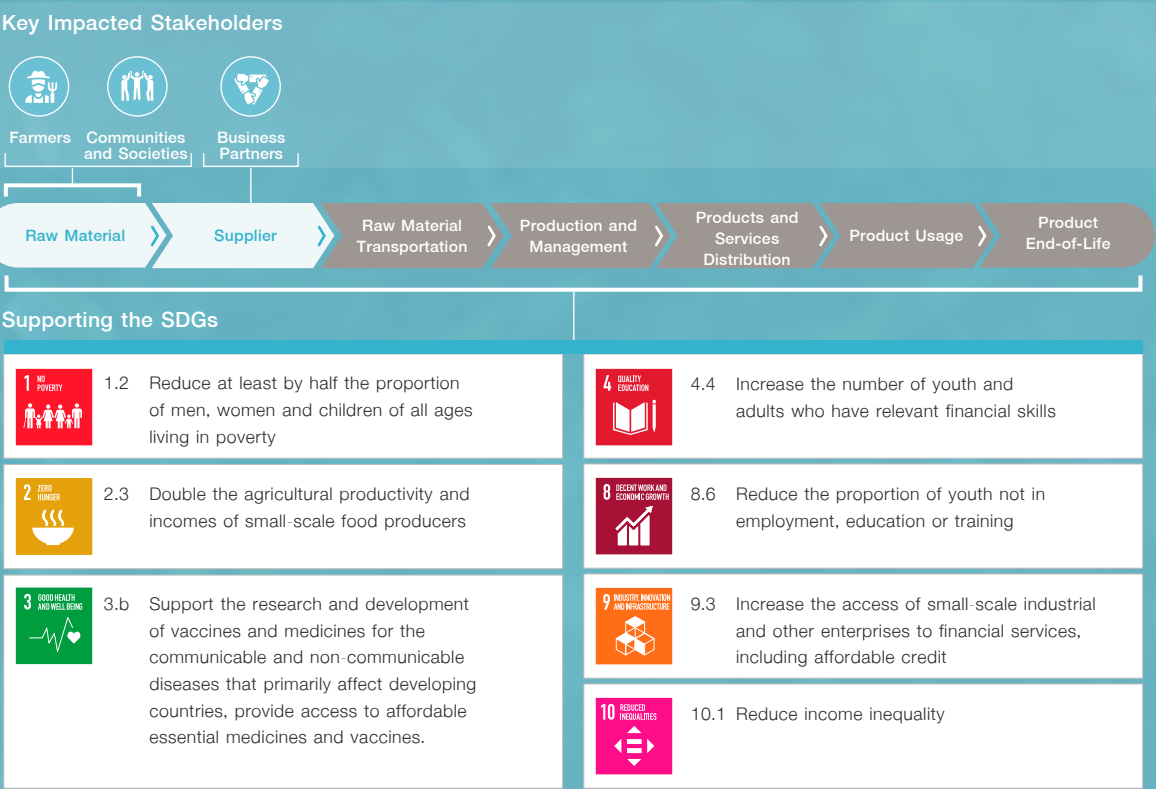 Key Impacted Stakeholders
Farmers
Communities
and Societies
Business
Partners
Raw Material
Supplier
Raw Material
Transportation
Production and
Management
Products and
Services
Distribution
Product Usage
Product
End-of-Life
Supporting the SDGs
1 NO
POVERTY
1.2 Reduce at least by half the proportion
of men, women and children of all ages
living in poverty
2 ZERO
HUNGER
2.3 Double the agricultural productivity and
incomes of small-scale food producers
3 GOOD HEALTH
AND WELL BEING
3.b Support the research and development
of vaccines and medicines for the
communicable and non-communicable
diseases that primarily affect developing
countries, provide access to affordable
essential medicines and vaccines.
4 QUALITY
EDUCATION
4.4 Increase the number of youth and
adults who have relevant financial skills
8 DECENT WORK AND
ECONOMIC GROWTH
8.6 Reduce the proportion of youth not in
employment, education or training
9 INDUSTRY, INNOVATION
AND INFRASTRUCTURE
9.3 Increase the access of small-scale industrial
and other enterprises to financial services,
including affordable credit
10 REDUCED
INEQUALITIES
10.1 Reduce income inequality